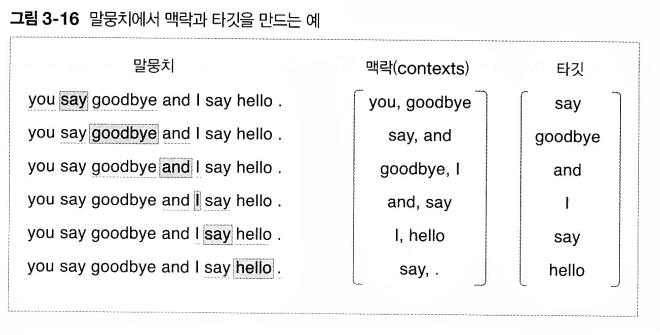 그림 3-16 말뭉치에서 맥락과 타깃을 만드는 예
말뭉치 맥락(contexts) 타깃
you say goodbye and I say hello . you, goodbye say
you say goodbye and I say hello . say, and goodbye
you say goodbye and I say hello . goodbye, I and
you say goodbye and I say hello . and, say I
you say goodbye and I say hello . I, hello say
you say goodbye and I say hello . say, . hello